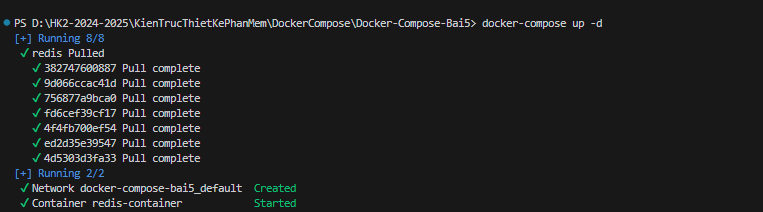 PS D:\HK2-2024-2025\KienTrucThietKePhanMem\DockerCompose\Docker-Compose-Bai5> docker-compose up -d
[+] Running 8/8
✔ redis Pulled
✔ 382747600887 Pull complete
✔ 9d066ccac41d Pull complete
✔ 756877a9bca0 Pull complete
✔ fd6cef39cf17 Pull complete
✔ 4f4fb700ef54 Pull complete
✔ ed2d35e39547 Pull complete
✔ 4d5303d3fa33 Pull complete
[+] Running 2/2
✔ Network docker-compose-bai5_default Created
✔ Container redis-container Started